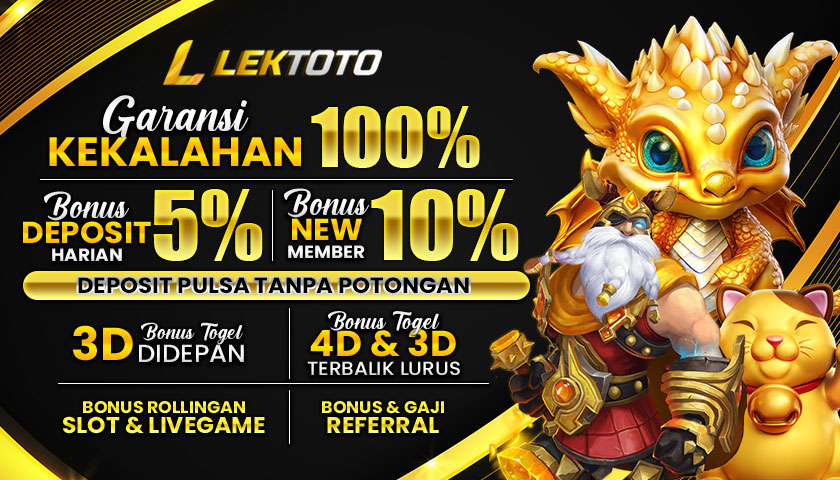 LEKTOTO
Garansi
KEKALAHAN 100%
Bonus
DEPOSIT
HARIAN
5%
Bonus
NEW
MEMBER
10%
DEPOSIT PULSA TANPA POTONGAN
3D Bonus Togel
DIDEPAN
Bonus Togel
4D & 3D
TERBALIK LURUS
BONUS ROLLINGAN
SLOT & LIVEGAME
BONUS & GAJI
REFERRAL